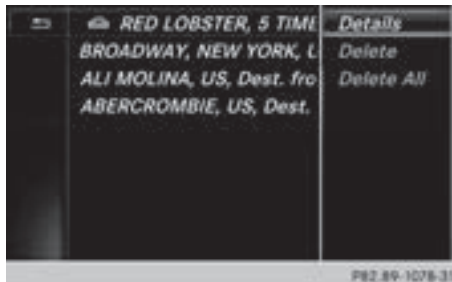 RED LOBSTER, 5 TIME
BROADWAY, NEW YORK, U
ALI MOLINA, US, Dest. fro
ABERCROMBIE, US, Dest.
Details
Delete
Delete All
P82.89-1078-31